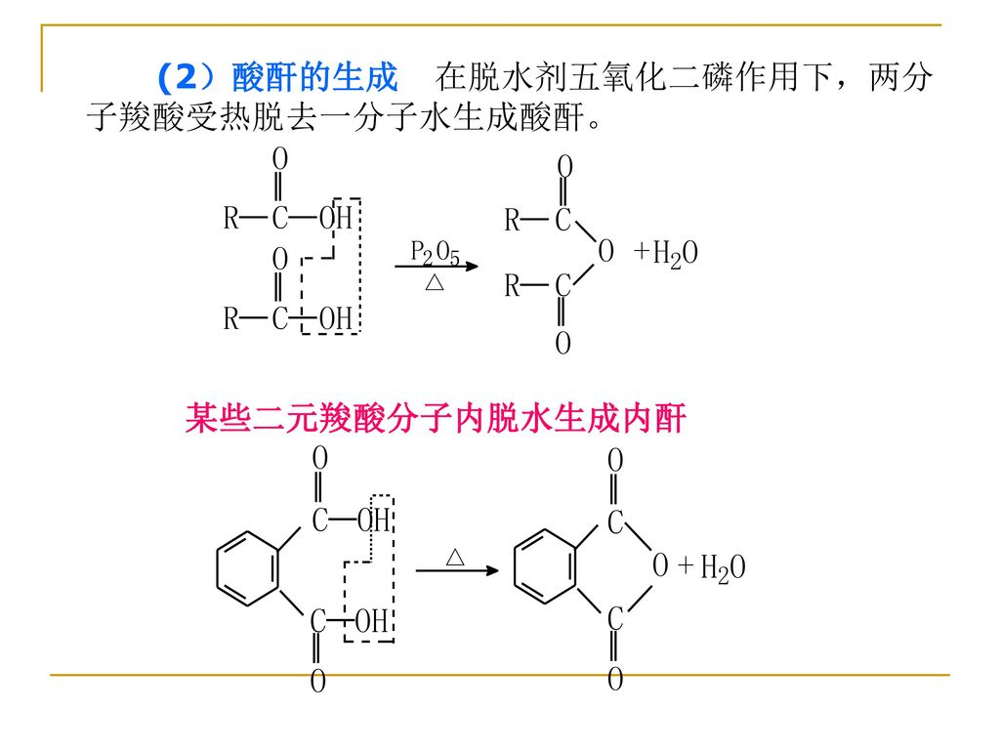 (2）酸酐的生成 在脱水剂五氧化二磷作用下，两分
子羧酸受热脱去一分子水生成酸酐。
O O
R C OH R C
O P2O5 O + H2O
△ R C
R C OH
O
某些二元羧酸分子内脱水生成内酐
O O
C OH C
△ O + H2O
C OH C
O O